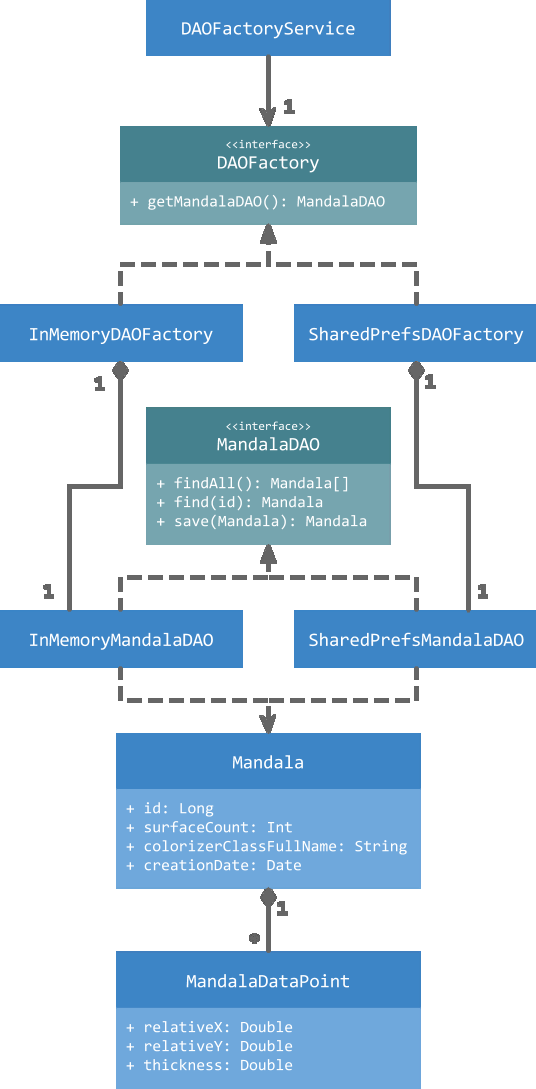 DAOFactoryService
1
<<interface>>
DAOFactory
+ getMandalaDAO(): MandalaDAO
InMemoryDAOFactory
SharedPrefsDAOFactory
1
1
<<interface>>
MandalaDAO
+ findAll(): Mandala[]
+ find(id): Mandala
+ save(Mandala): Mandala
1
1
InMemoryMandalaDAO
SharedPrefsMandalaDAO
Mandala
+ id: Long
+ surfaceCount: Int
+ colorizerClassFullName: String
+ creationDate: Date
1
•
MandalaDataPoint
+ relativeX: Double
+ relativeY: Double
+ thickness: Double